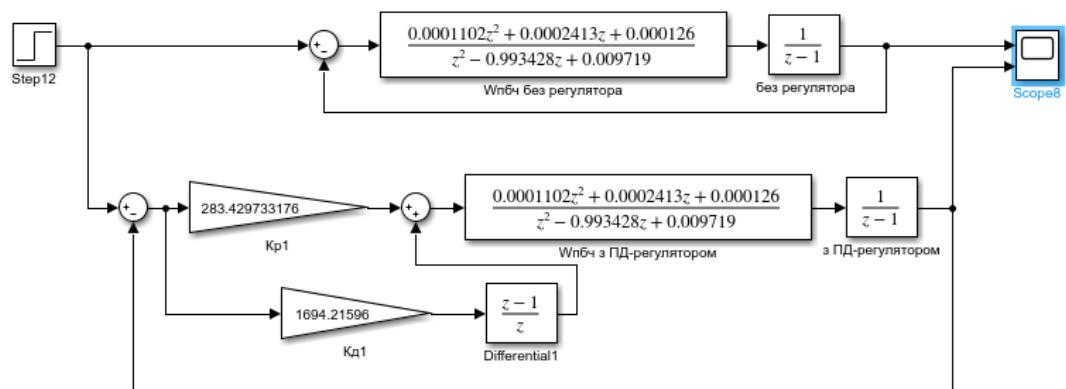 Step12
+
−
0.0001102z² + 0.0002413z + 0.000126
z² − 0.993428z + 0.009719
Wпбч без регулятора
1
z − 1
без регулятора
Scope8
+
−
283.429733176
Кр1
+
+
0.0001102z² + 0.0002413z + 0.000126
z² − 0.993428z + 0.009719
Wпбч з ПД-регулятором
1
z − 1
з ПД-регулятором
1694.21596
Кд1
z − 1
z
Differential1